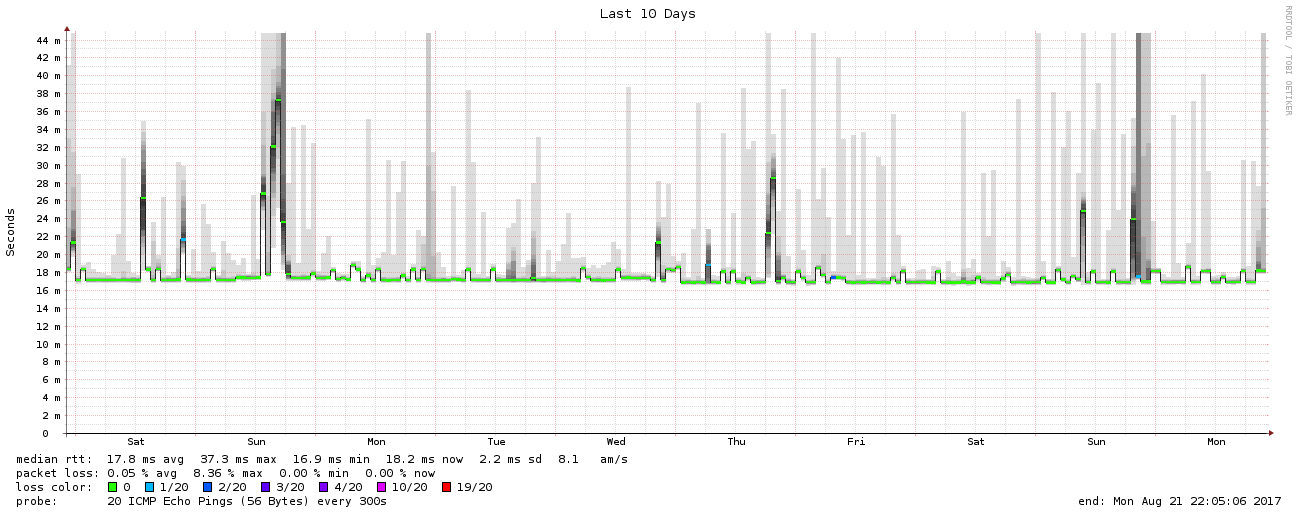 Last 10 Days
RRDTOOL / TOBI OETIKER
Seconds
44 m
42 m
40 m
38 m
36 m
34 m
32 m
30 m
28 m
26 m
24 m
22 m
20 m
18 m
16 m
14 m
12 m
10 m
8 m
6 m
4 m
2 m
0
Sat Sun Mon Tue Wed Thu Fri Sat Sun Mon
median rtt: 17.8 ms avg 37.3 ms max 16.9 ms min 18.2 ms now 2.2 ms sd 8.1 am/s
packet loss: 0.05 % avg 8.36 % max 0.00 % min 0.00 % now
loss color: 0 1/20 2/20 3/20 4/20 10/20 19/20
probe: 20 ICMP Echo Pings (56 Bytes) every 300s end: Mon Aug 21 22:05:06 2017